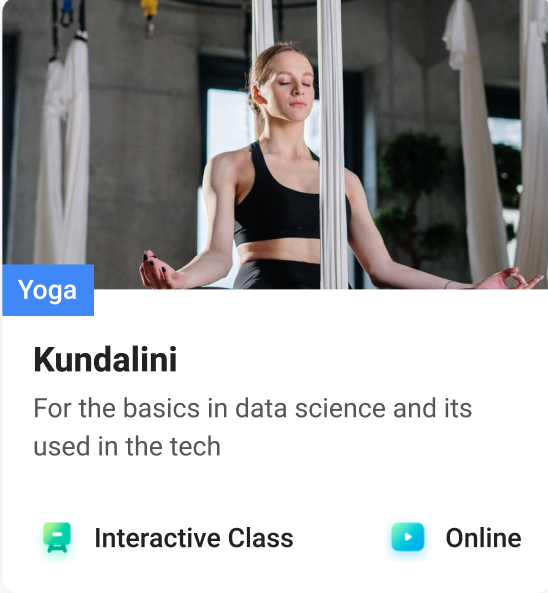 Yoga
Kundalini
For the basics in data science and its
used in the tech
Interactive Class
Online